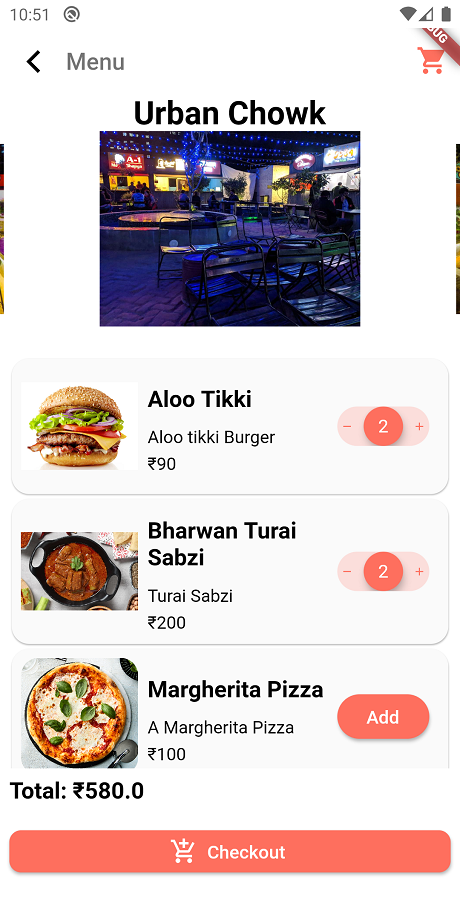 10:51
Menu
Urban Chowk
A-1
Aloo Tikki
Aloo tikki Burger
₹90
− 2 +
Bharwan Turai
Sabzi
Turai Sabzi
₹200
− 2 +
Margherita Pizza
A Margherita Pizza
₹100
Add
Total: ₹580.0
Checkout